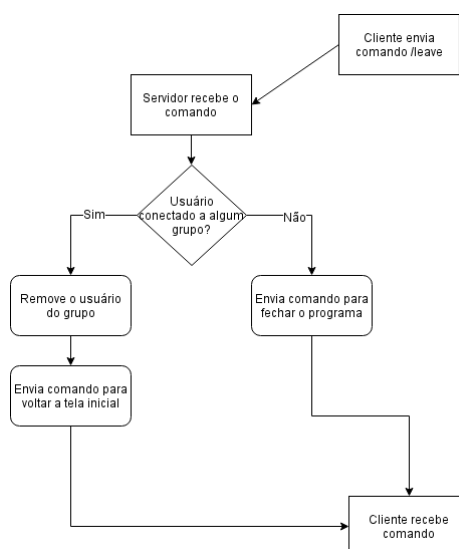 Cliente envia
comando /leave
Servidor recebe o
comando
Usuário
conectado a algum
grupo?
Sim
Não
Remove o usuário
do grupo
Envia comando para
fechar o programa
Envia comando para
voltar a tela inicial
Cliente recebe
comando